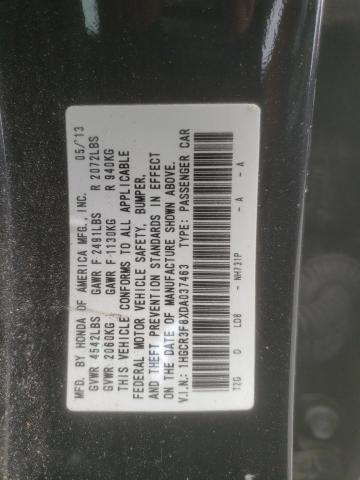 MFD. BY HONDA OF AMERICA MFG., INC. 05/'13
GVWR 4542LBS GAWR F 2491LBS R 2072LBS
GVWR 2060KG GAWR F 1130KG R 940KG
THIS VEHICLE CONFORMS TO ALL APPLICABLE
FEDERAL MOTOR VEHICLE SAFETY, BUMPER,
AND THEFT PREVENTION STANDARDS IN EFFECT
ON THE DATE OF MANUFACTURE SHOWN ABOVE.
V.I.N.: 1HGCR3F6XDA037463 TYPE: PASSENGER CAR
T2G D LD8 - NH731P - A - A